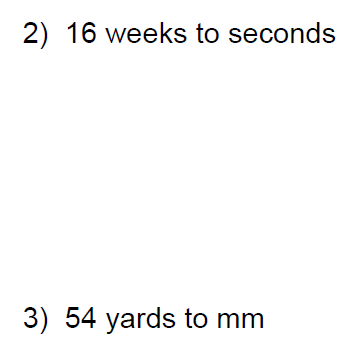 2) 16 weeks to seconds
3) 54 yards to mm